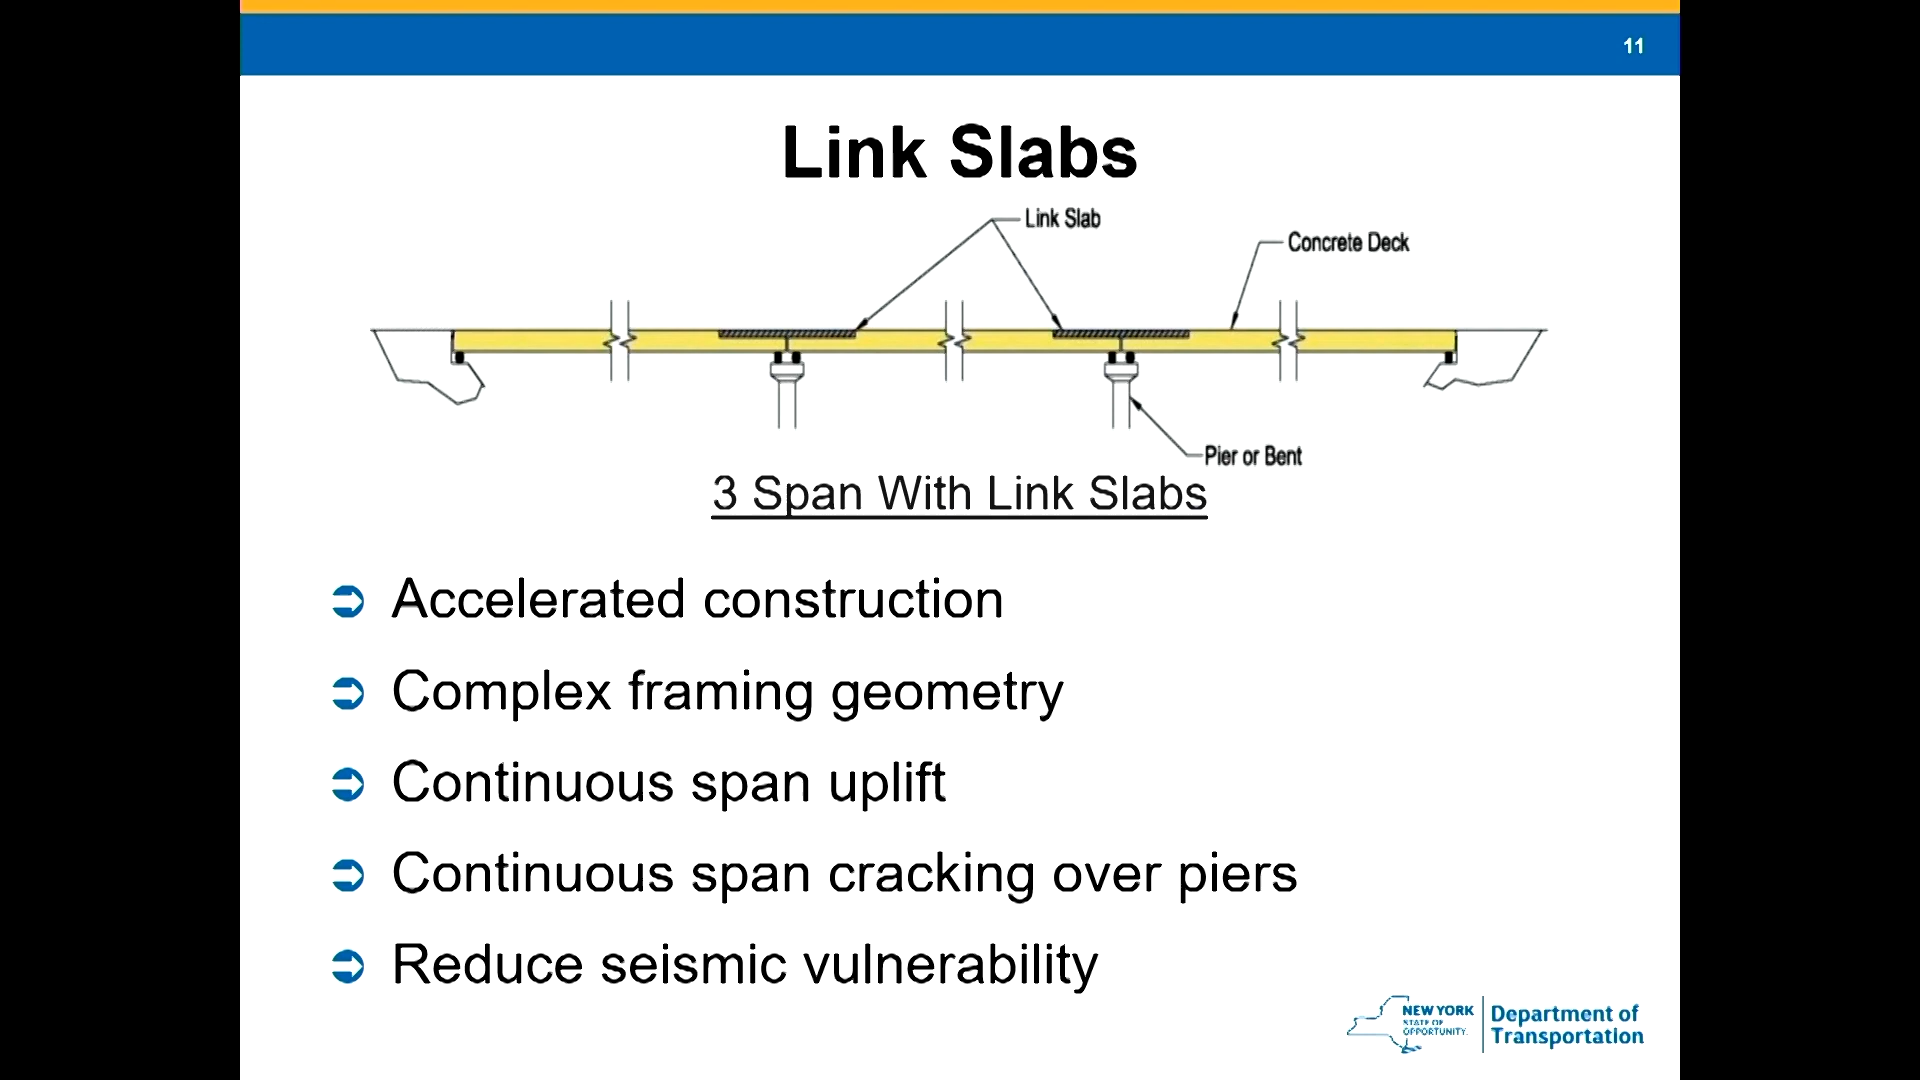 11
Link Slabs
Link Slab
Concrete Deck
Pier or Bent
3 Span With Link Slabs
Accelerated construction
Complex framing geometry
Continuous span uplift
Continuous span cracking over piers
Reduce seismic vulnerability
NEW YORK
STATE OF
OPPORTUNITY.
Department of
Transportation